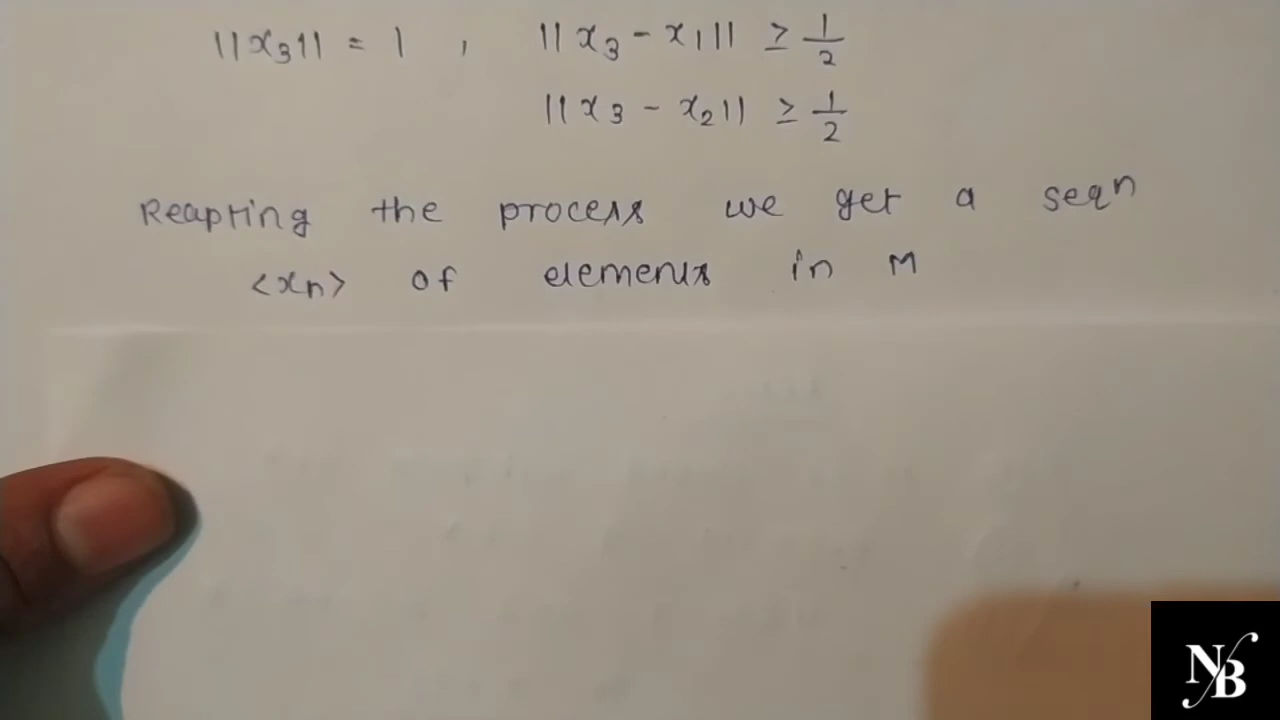 ||x₃|| = 1 , ||x₃ - x₁|| ≥ 1/2
||x₃ - x₂|| ≥ 1/2
Reapting the process we get a seqⁿ
<xₙ> of elements in M
NB